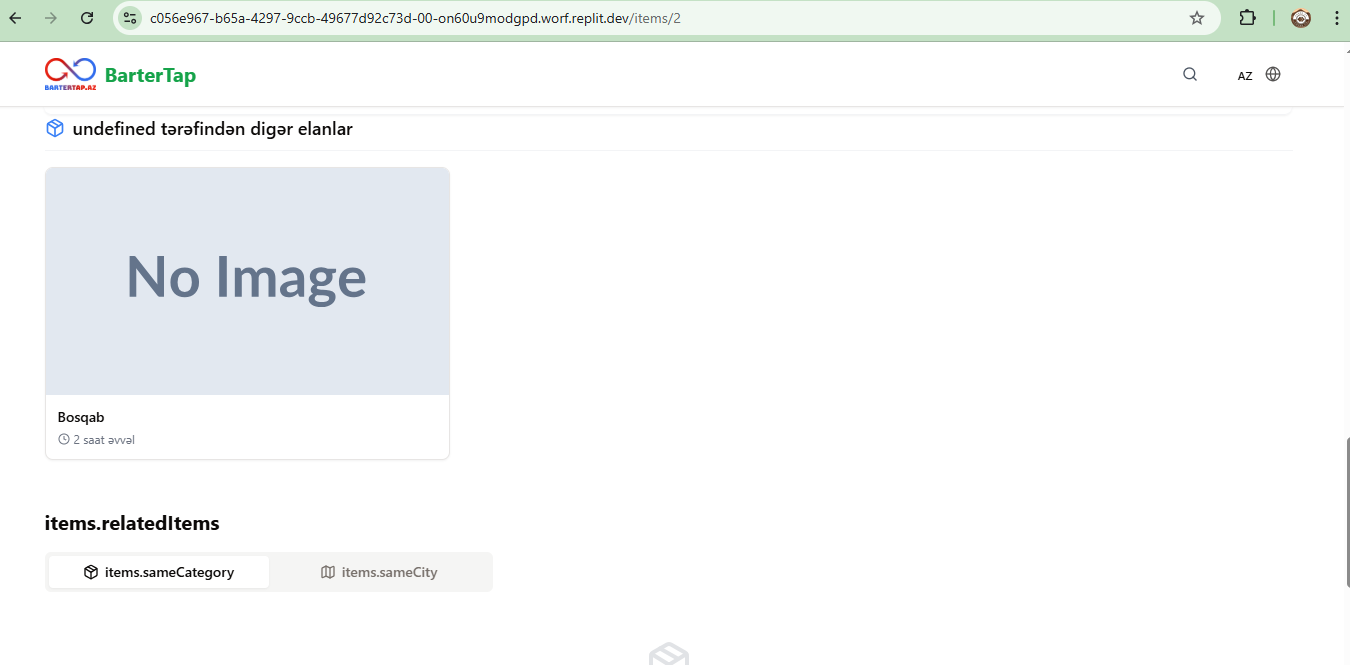 c056e967-b65a-4297-9ccb-49677d92c73d-00-on60u9modgpd.worf.replit.dev/items/2
BARTERTAP.AZ
BarterTap
AZ
undefined tərəfindən digər elanlar
No Image
Bosqab
2 saat əvvəl
items.relatedItems
items.sameCategory
items.sameCity